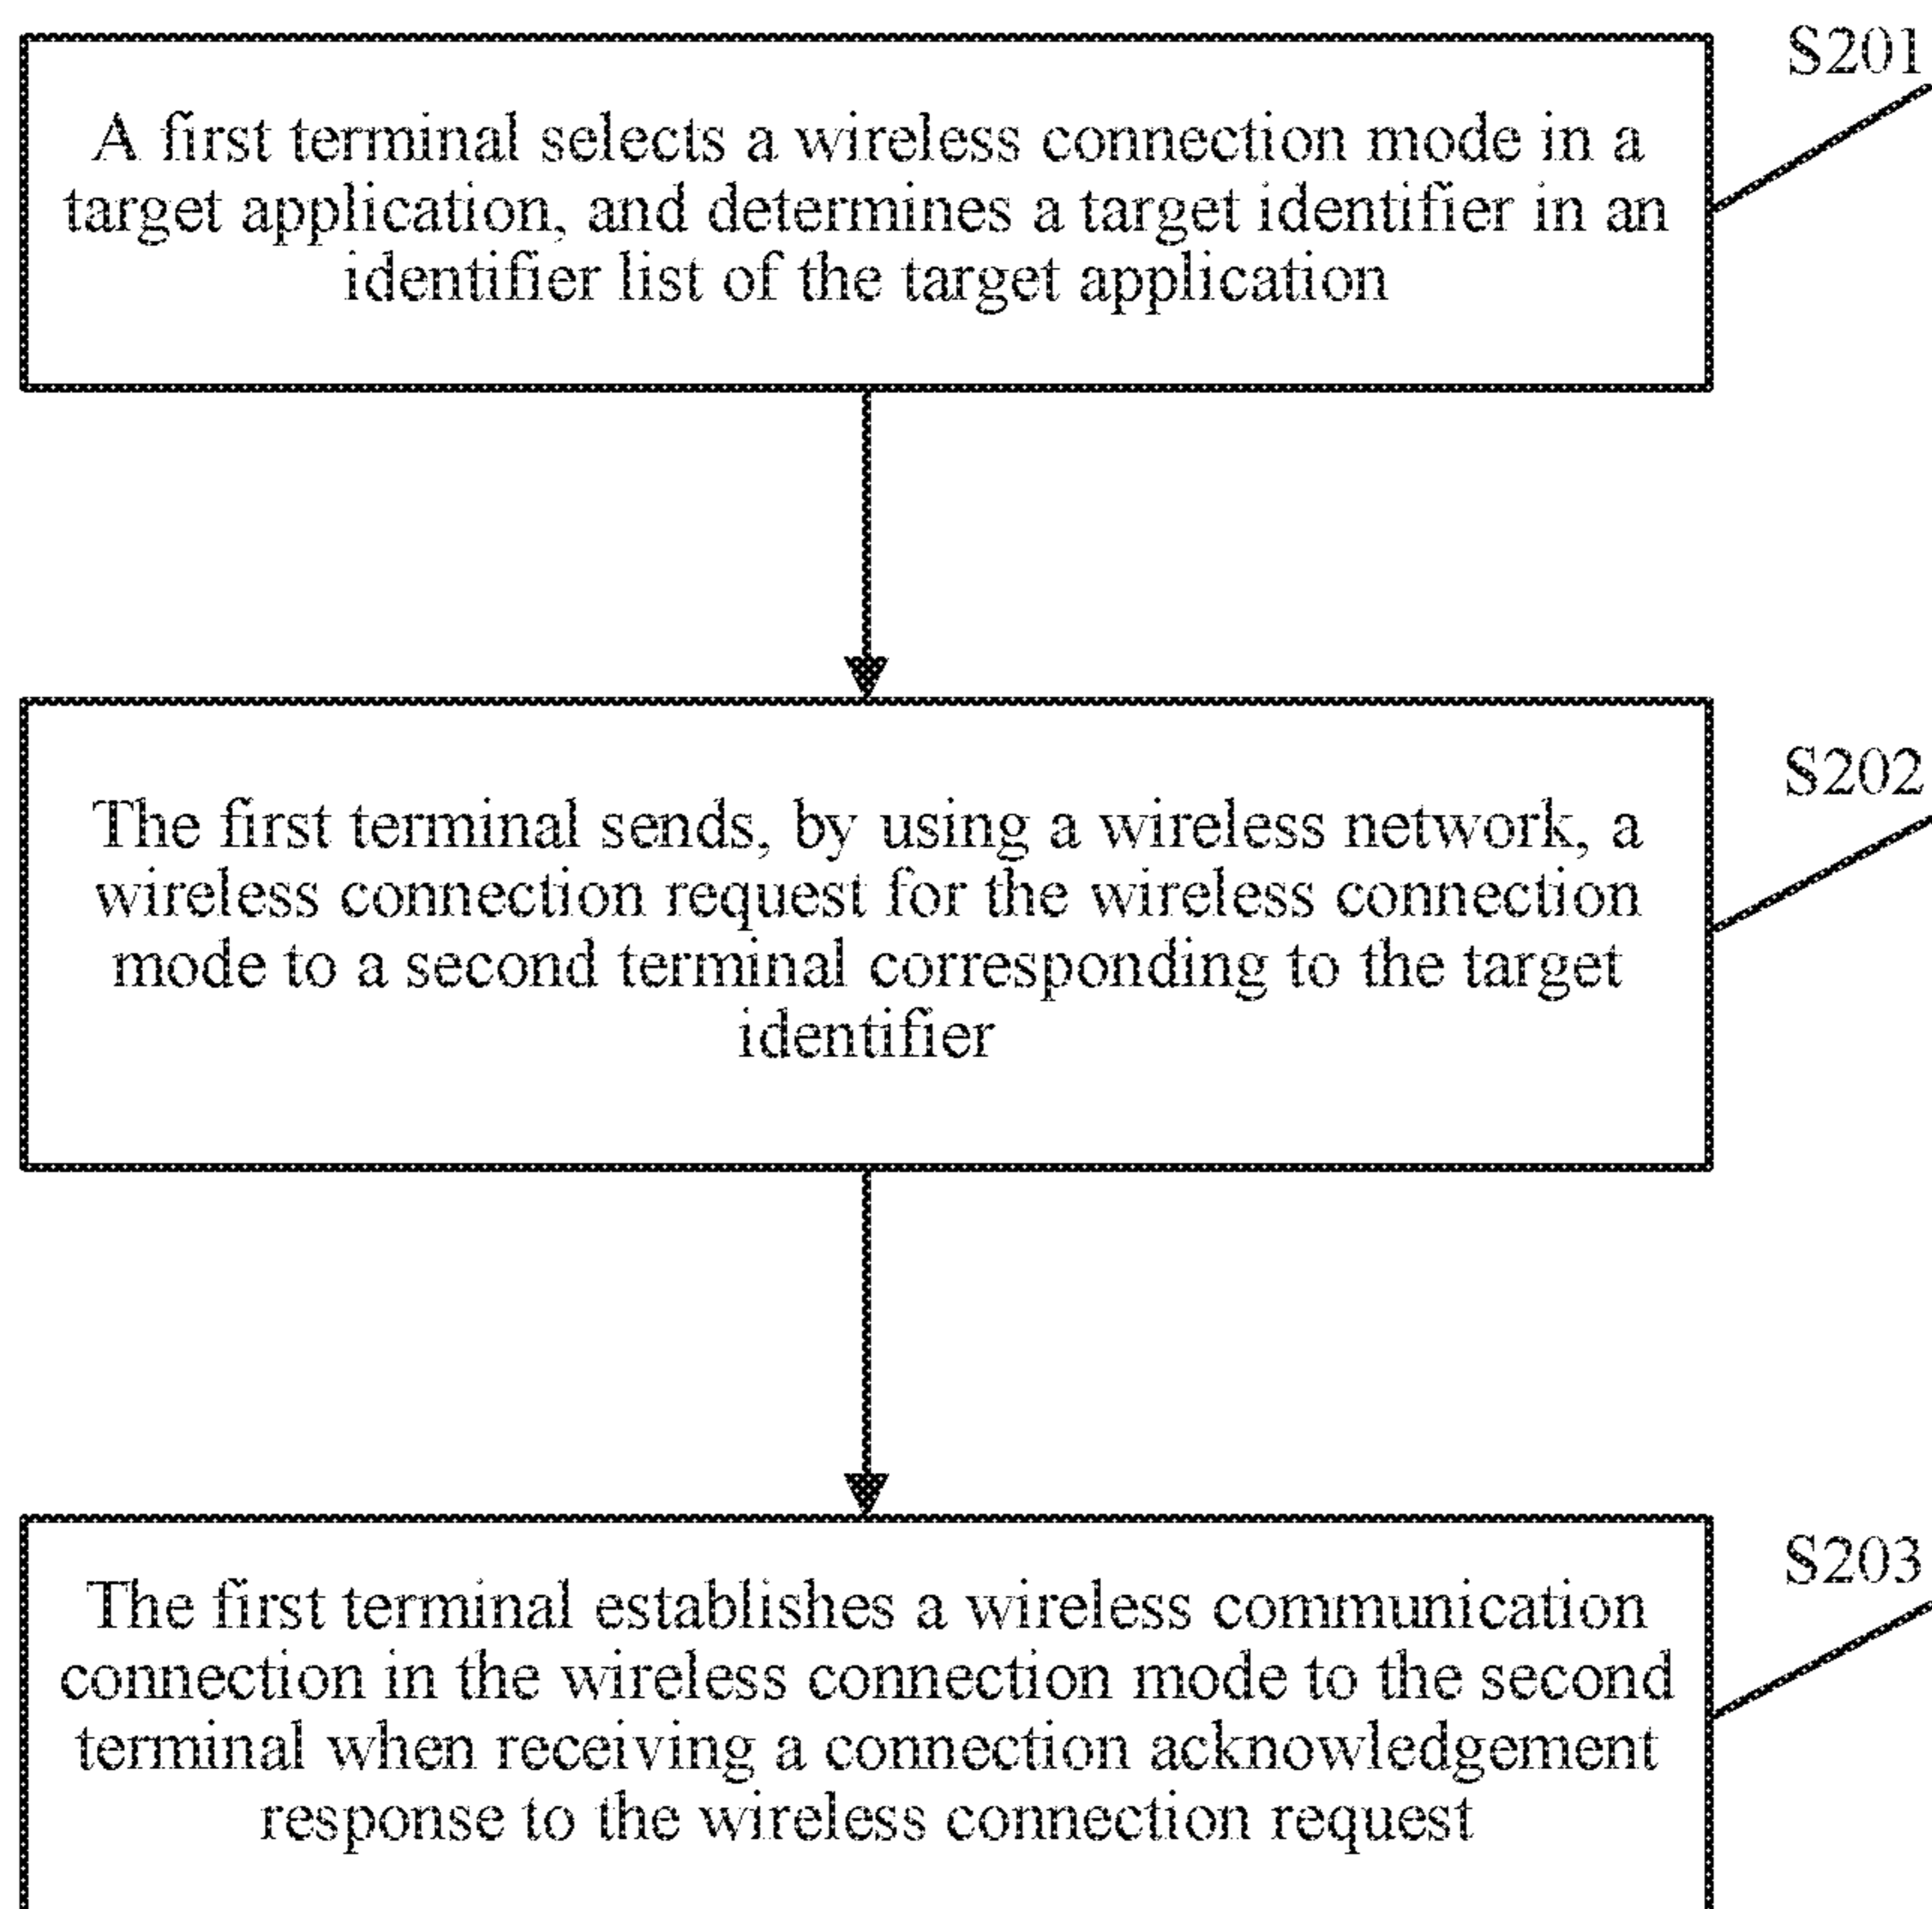 S201
A first terminal selects a wireless connection mode in a
target application, and determines a target identifier in an
identifier list of the target application
S202
The first terminal sends, by using a wireless network, a
wireless connection request for the wireless connection
mode to a second terminal corresponding to the target
identifier
S203
The first terminal establishes a wireless communication
connection in the wireless connection mode to the second
terminal when receiving a connection acknowledgement
response to the wireless connection request